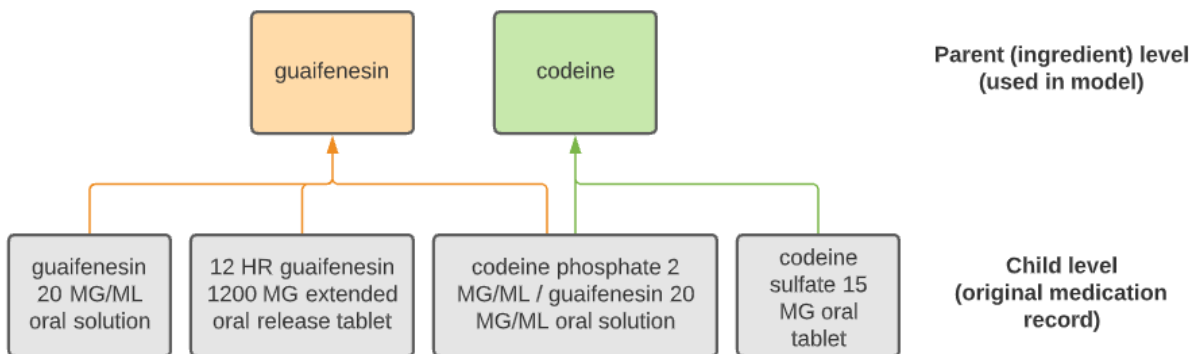 guaifenesin
codeine
Parent (ingredient) level
(used in model)
guaifenesin
20 MG/ML
oral solution
12 HR guaifenesin
1200 MG extended
oral release tablet
codeine phosphate 2
MG/ML / guaifenesin 20
MG/ML oral solution
codeine
sulfate 15
MG oral
tablet
Child level
(original medication
record)